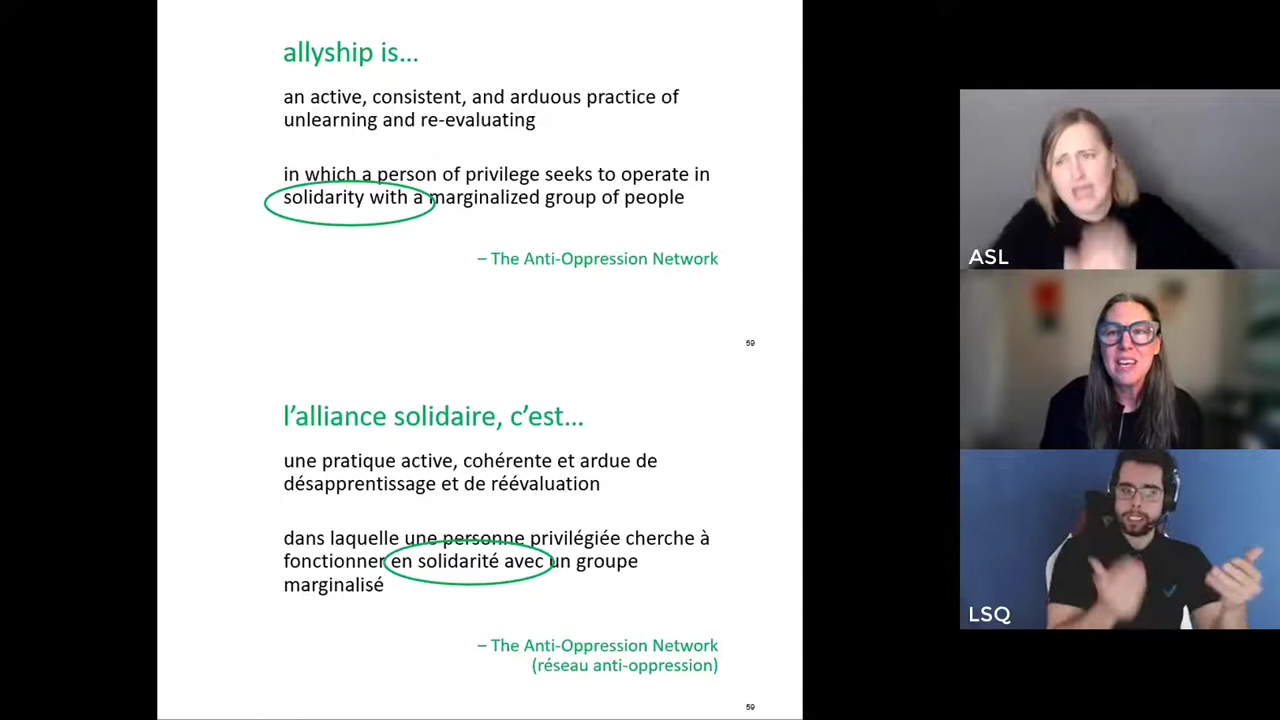 allyship is...
an active, consistent, and arduous practice of
unlearning and re-evaluating
in which a person of privilege seeks to operate in
solidarity with a marginalized group of people
– The Anti-Oppression Network
59
l’alliance solidaire, c’est...
une pratique active, cohérente et ardue de
désapprentissage et de réévaluation
dans laquelle une personne privilégiée cherche à
fonctionner en solidarité avec un groupe
marginalisé
– The Anti-Oppression Network
(réseau anti-oppression)
59
ASL
LSQ